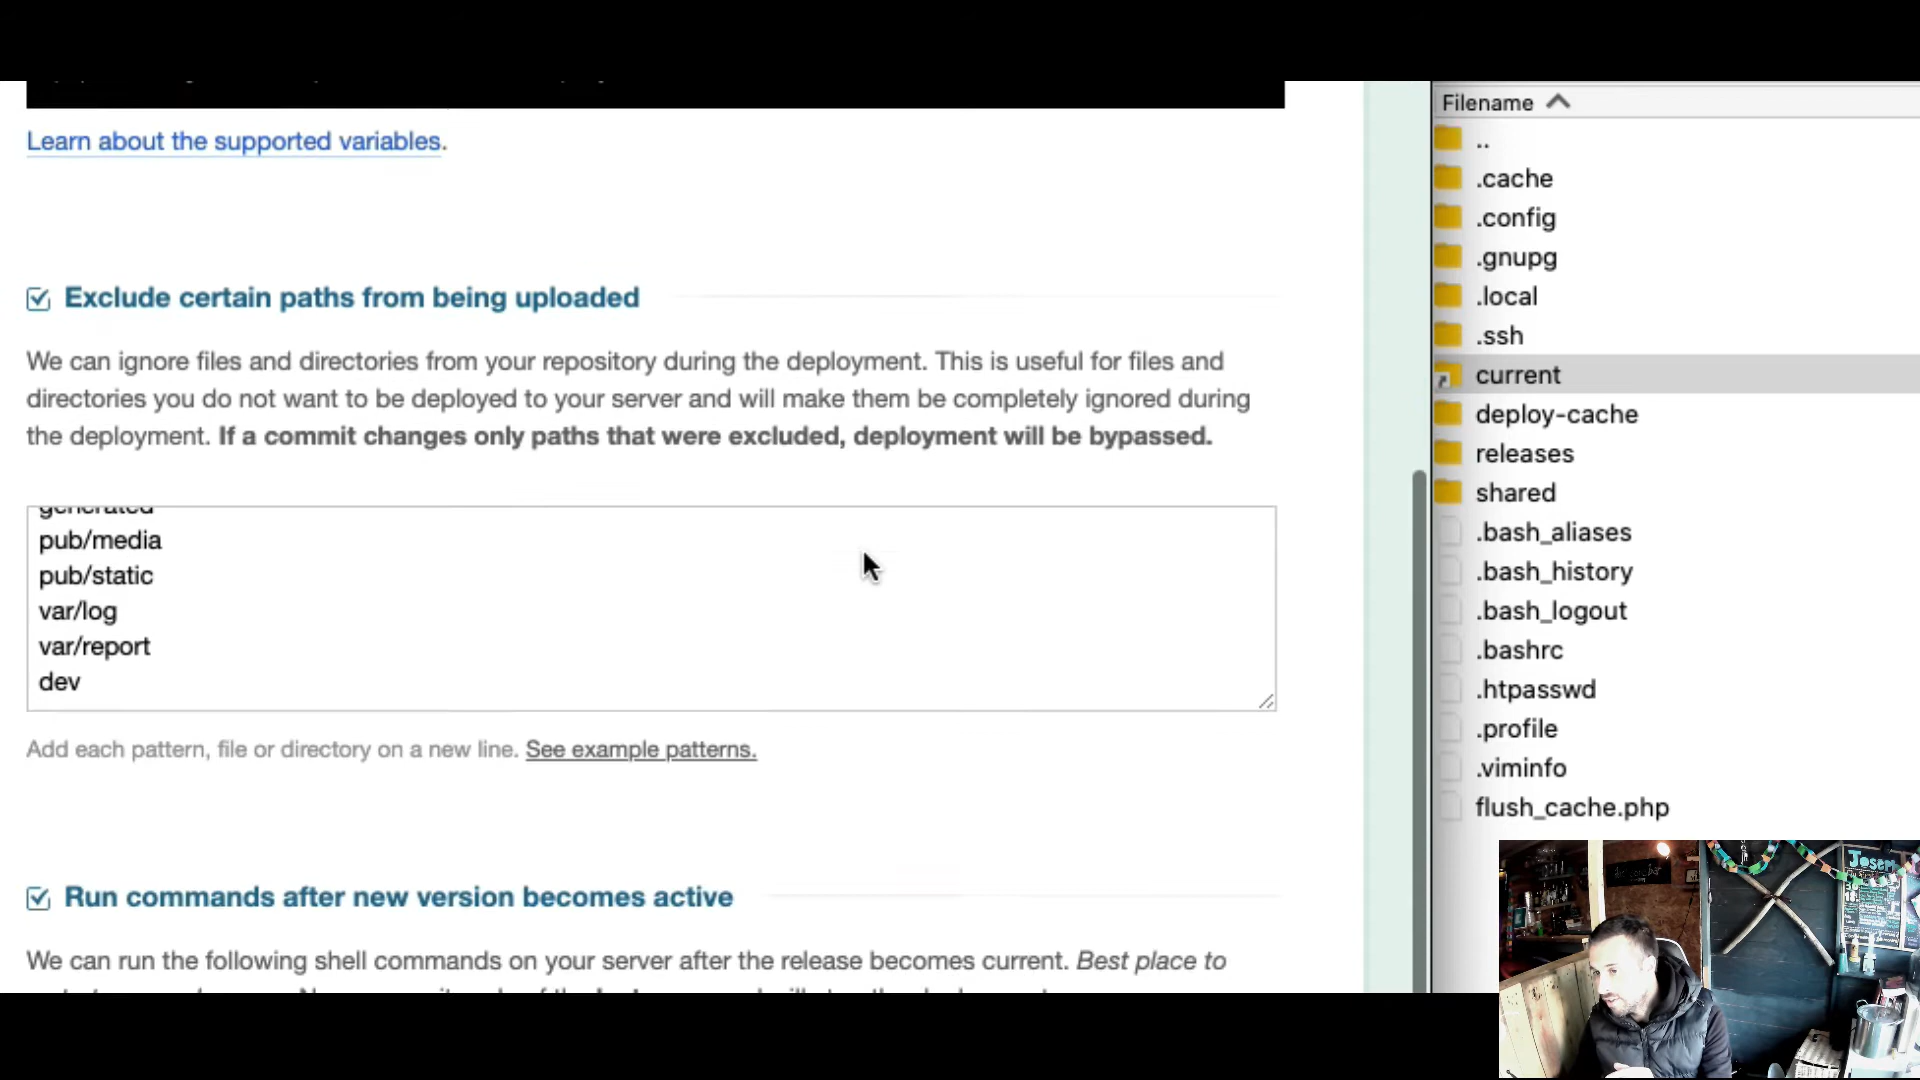 Learn about the supported variables.
Exclude certain paths from being uploaded
We can ignore files and directories from your repository during the deployment. This is useful for files and
directories you do not want to be deployed to your server and will make them be completely ignored during
the deployment. If a commit changes only paths that were excluded, deployment will be bypassed.
generated
pub/media
pub/static
var/log
var/report
dev
Add each pattern, file or directory on a new line. See example patterns.
Run commands after new version becomes active
We can run the following shell commands on your server after the release becomes current. Best place to
Filename
..
.cache
.config
.gnupg
.local
.ssh
current
deploy-cache
releases
shared
.bash_aliases
.bash_history
.bash_logout
.bashrc
.htpasswd
.profile
.viminfo
flush_cache.php
Joseph